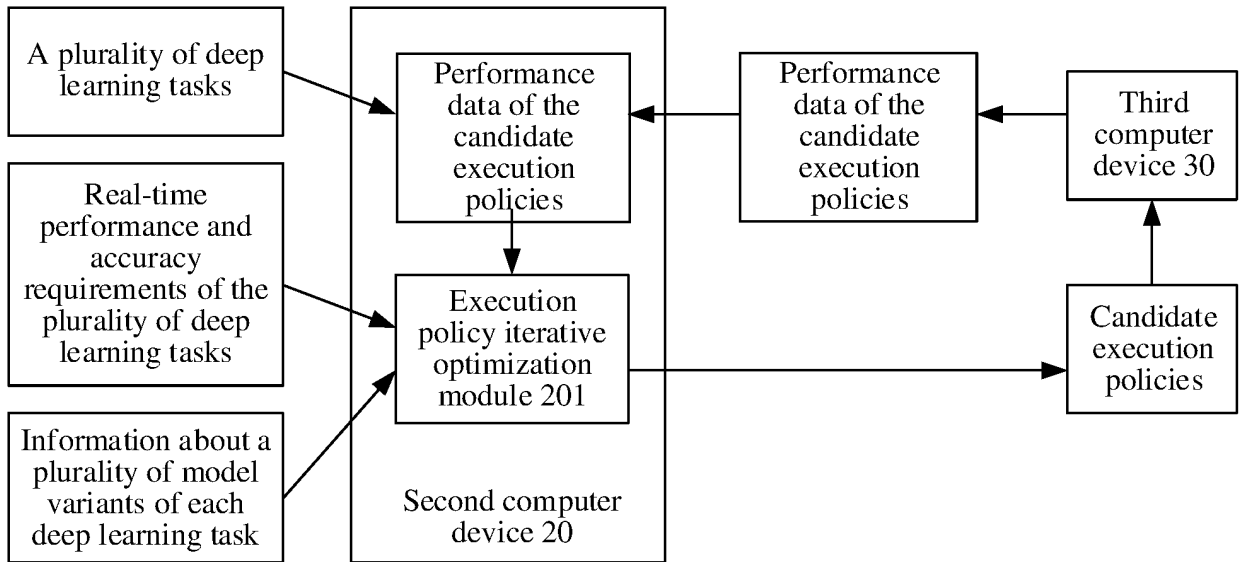 A plurality of deep
learning tasks
Real-time
performance and
accuracy
requirements of the
plurality of deep
learning tasks
Information about a
plurality of model
variants of each
deep learning task
Performance
data of the
candidate
execution
policies
Execution
policy iterative
optimization
module 201
Second computer
device 20
Performance
data of the
candidate
execution
policies
Third
computer
device 30
Candidate
execution
policies